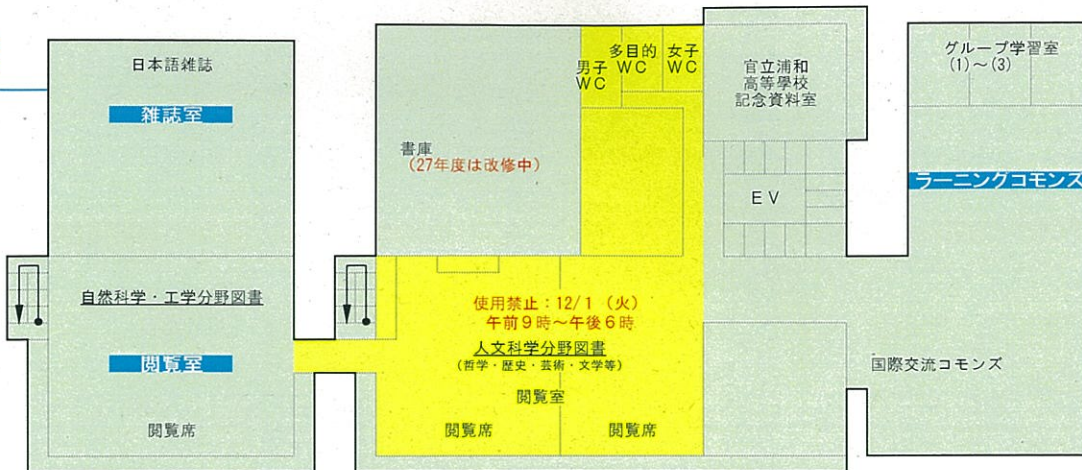 日本語雑誌
雑誌室
自然科学・工学分野図書
閲覧室
閲覧席
書庫
(27年度は改修中)
男子
WC
多目的
WC
女子
WC
使用禁止：12/1（火）
午前9時～午後6時
人文科学分野図書
(哲学・歴史・芸術・文学等)
閲覧室
閲覧席
閲覧席
官立浦和
高等學校
記念資料室
EV
グループ学習室
(1)～(3)
ラーニングコモンズ
国際交流コモンズ